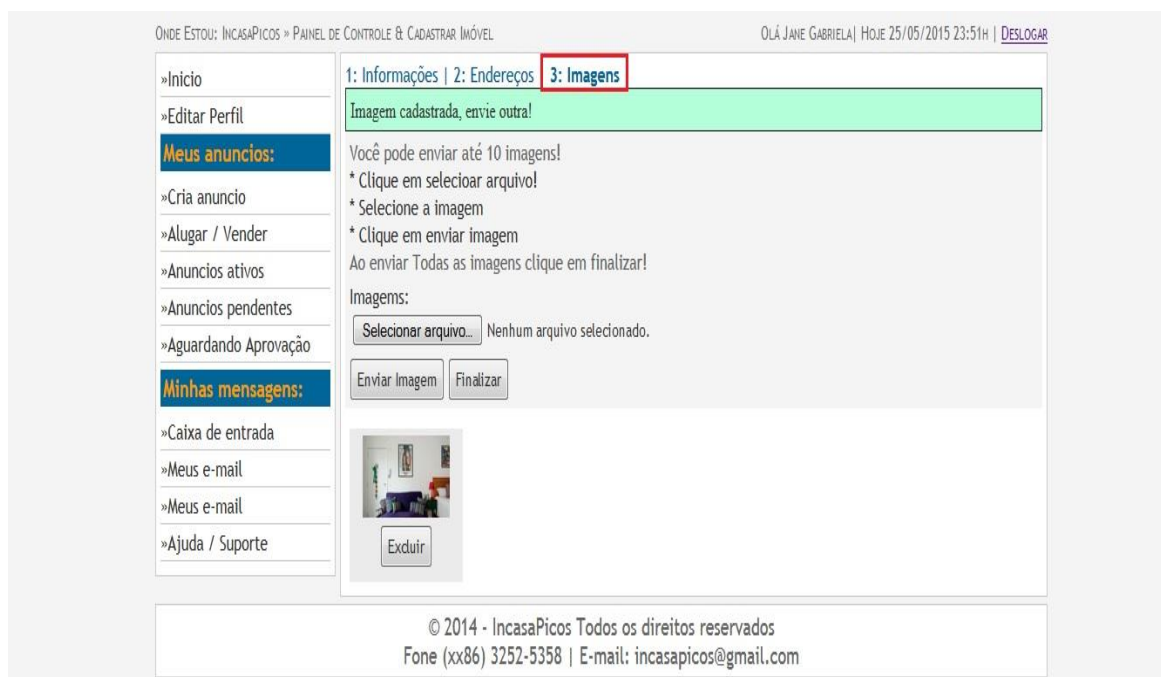 Onde Estou: IncasaPicos » Painel de Controle & Cadastrar Imóvel
Olá Jane Gabriela| Hoje 25/05/2015 23:51h | Deslogar
»Inicio
»Editar Perfil
Meus anuncios:
»Cria anuncio
»Alugar / Vender
»Anuncios ativos
»Anuncios pendentes
»Aguardando Aprovação
Minhas mensagens:
»Caixa de entrada
»Meus e-mail
»Meus e-mail
»Ajuda / Suporte
1: Informações | 2: Endereços 3: Imagens
Imagem cadastrada, envie outra!
Você pode enviar até 10 imagens!
* Clique em selecioar arquivo!
* Selecione a imagem
* Clique em enviar imagem
Ao enviar Todas as imagens clique em finalizar!
Imagems:
Selecionar arquivo... Nenhum arquivo selecionado.
Enviar Imagem Finalizar
Excluir
© 2014 - IncasaPicos Todos os direitos reservados
Fone (xx86) 3252-5358 | E-mail: incasapicos@gmail.com